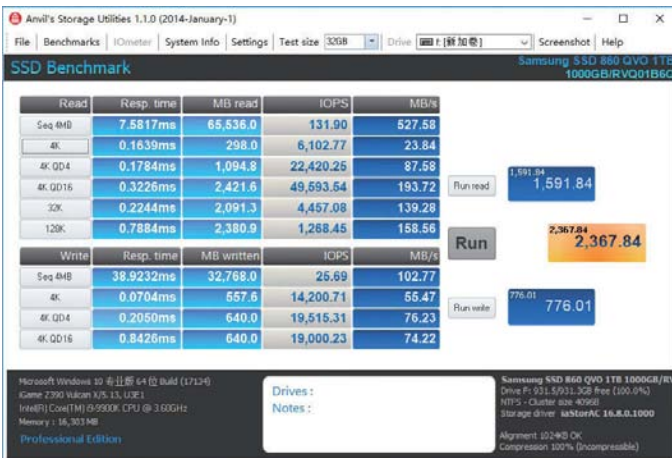 Anvil's Storage Utilities 1.1.0 (2014-January-1)
File Benchmarks IOmeter System Info Settings Test size 32GB Drive [新加卷] Screenshot Help
SSD Benchmark
Samsung SSD 860 QVO 1TB
1000GB/RVQ01B6Q
Read Resp. time MB read IOPS MB/s
Seq 4MB 7.5817ms 65,536.0 131.90 527.58
4K 0.1639ms 298.0 6,102.77 23.84
4K QD4 0.1784ms 1,094.8 22,420.25 87.58
4K QD16 0.3226ms 2,421.6 49,593.54 193.72
32K 0.2244ms 2,091.3 4,457.08 139.28
128K 0.7884ms 2,380.9 1,268.45 158.56
Run read
1,591.84
1,591.84
Run
2,367.84
2,367.84
Write Resp. time MB written IOPS MB/s
Seq 4MB 38.9232ms 32,768.0 25.69 102.77
4K 0.0704ms 557.6 14,200.71 55.47
4K QD4 0.2050ms 640.0 19,515.31 76.23
4K QD16 0.8426ms 640.0 19,000.23 74.22
Run write
776.01
776.01
Microsoft Windows 10 专业版 64 位 Build (17134)
iGame Z390 Vulcan X/5.13, U3E1
Intel(R) Core(TM) i9-9900K CPU @ 3.60GHz
Memory : 16,303 MB
Professional Edition
Drives :
Notes :
Samsung SSD 860 QVO 1TB 1000GB/RV
Drive F: 931.5/931.3GB free (100.0%)
NTFS - Cluster size 4096B
Storage driver iaStorAC 16.8.0.1000
Alignment OK
Compression 100% (Incompressible)